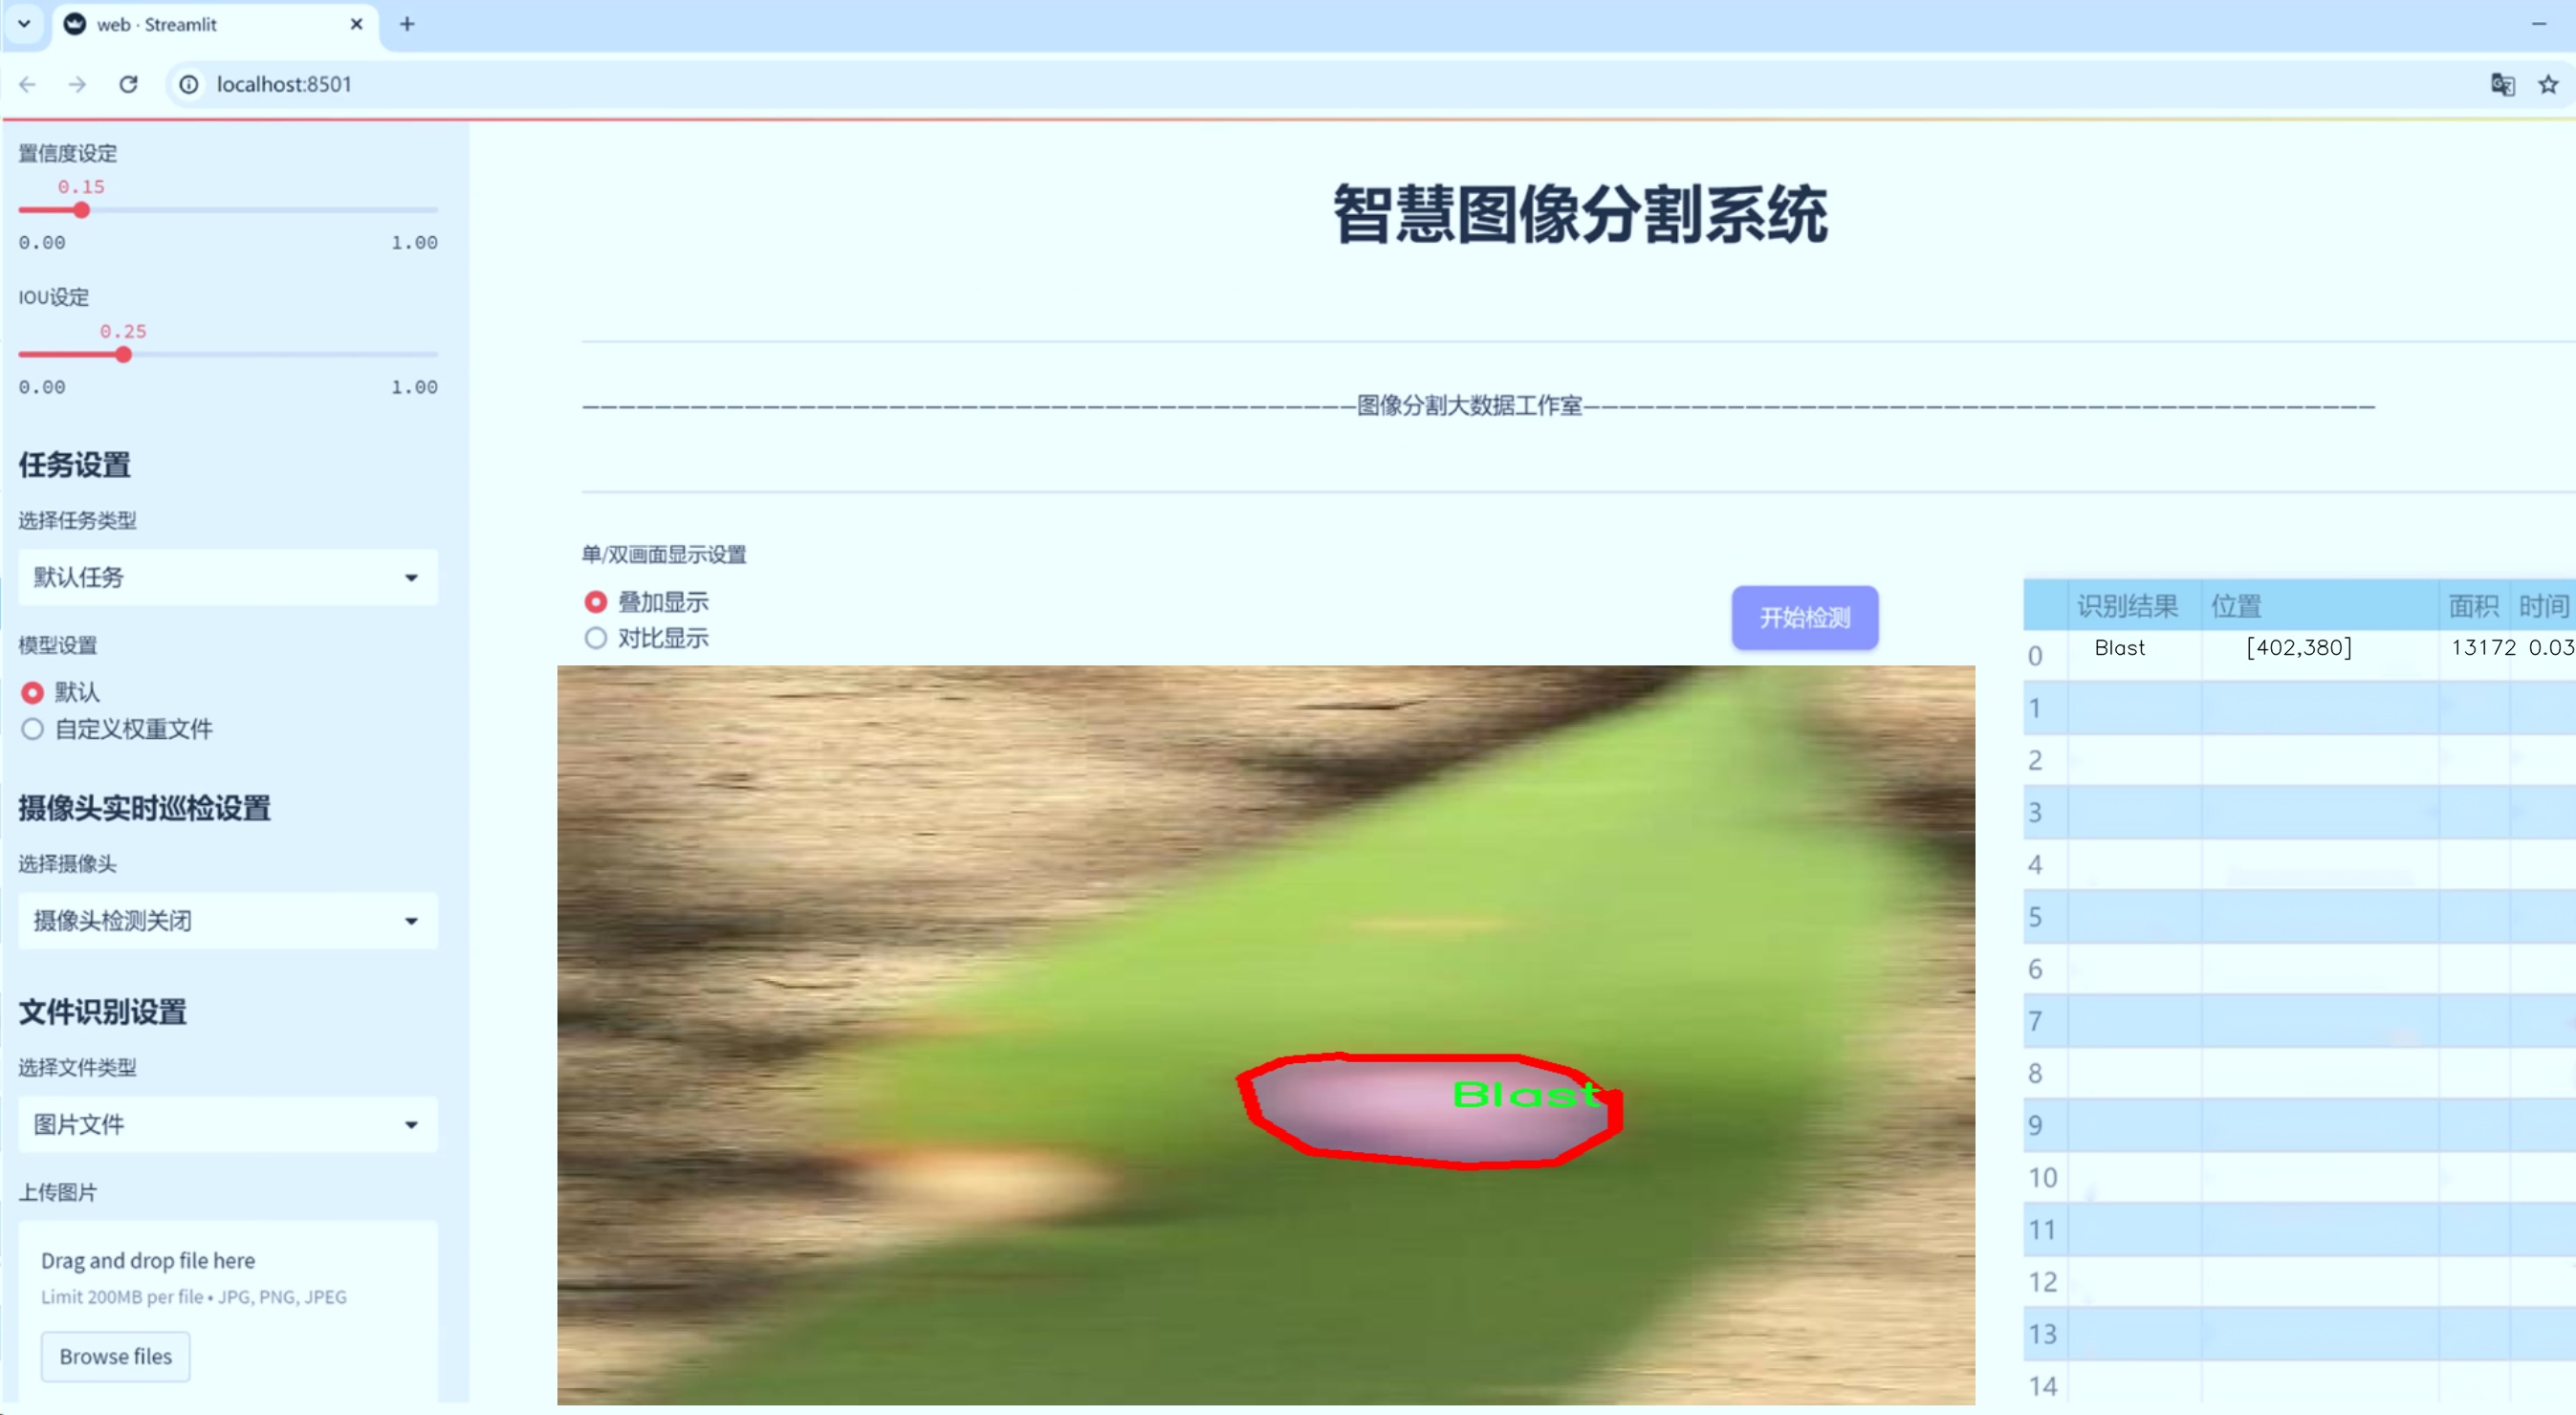 web · Streamlit
localhost:8501
置信度设定
0.15
0.00 1.00
IOU设定
0.25
0.00 1.00
任务设置
选择任务类型
默认任务
模型设置
默认
自定义权重文件
摄像头实时巡检设置
选择摄像头
摄像头检测关闭
文件识别设置
选择文件类型
图片文件
上传图片
Drag and drop file here
Limit 200MB per file • JPG, PNG, JPEG
Browse files
智慧图像分割系统
图像分割大数据工作室
单/双画面显示设置
叠加显示
对比显示
开始检测
Blast
识别结果 位置 面积 时间
0 Blast [402,380] 13172 0.03
1
2
3
4
5
6
7
8
9
10
11
12
13
14